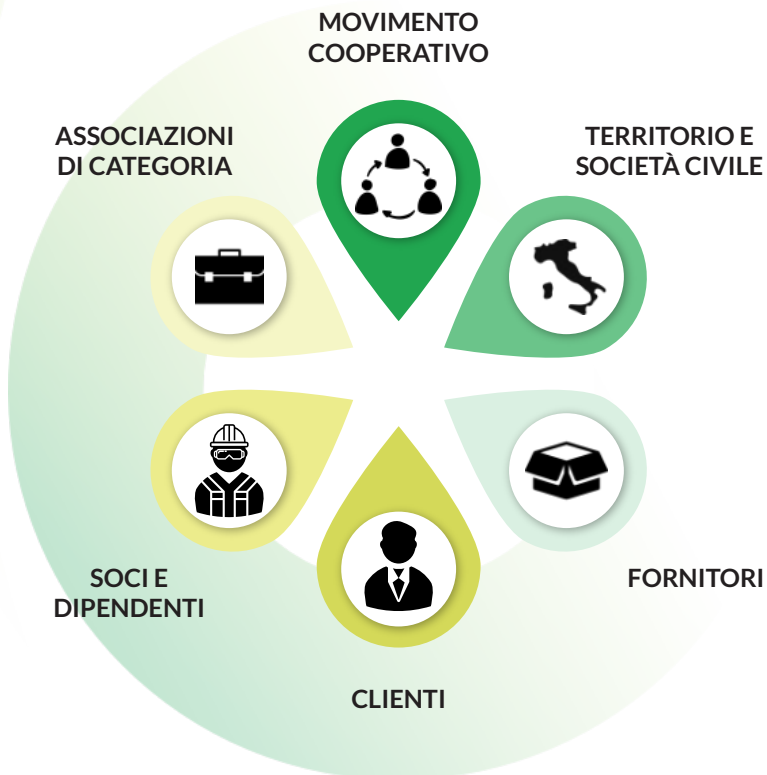 MOVIMENTO
COOPERATIVO
ASSOCIAZIONI
DI CATEGORIA
TERRITORIO E
SOCIETÀ CIVILE
SOCI E
DIPENDENTI
FORNITORI
CLIENTI